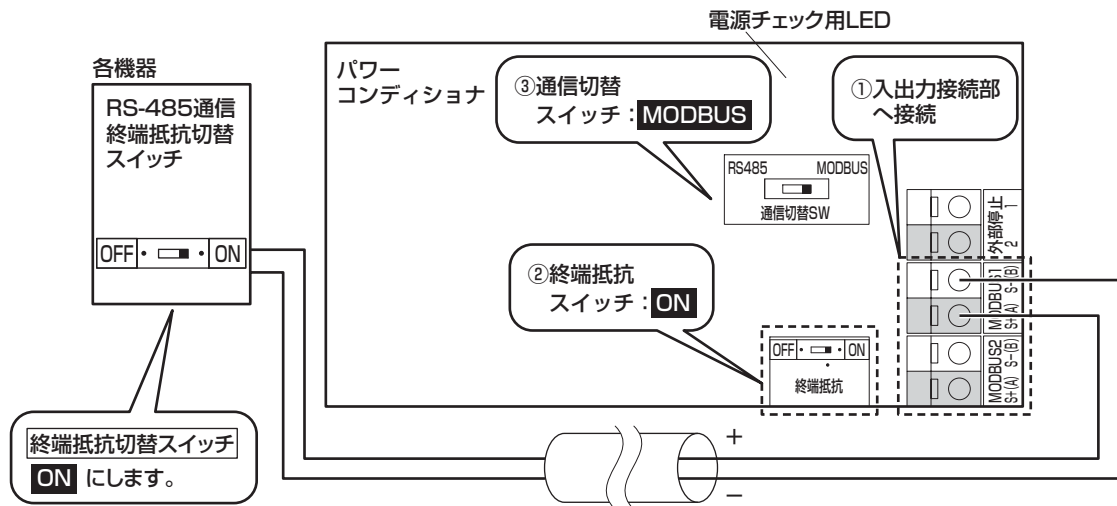 電源チェック用LED
各機器
RS-485通信
終端抵抗切替
スイッチ
OFF
ON
終端抵抗切替スイッチ
ON にします。
パワー
コンディショナ
③通信切替
スイッチ：MODBUS
①入出力接続部
へ接続
RS485 MODBUS
通信切替SW
②終端抵抗
スイッチ：ON
OFF
ON
終端抵抗
外部停止
1
2
MODBUS1
S−(B)
S+(A)
MODBUS2
S−(B)
S+(A)
+
−